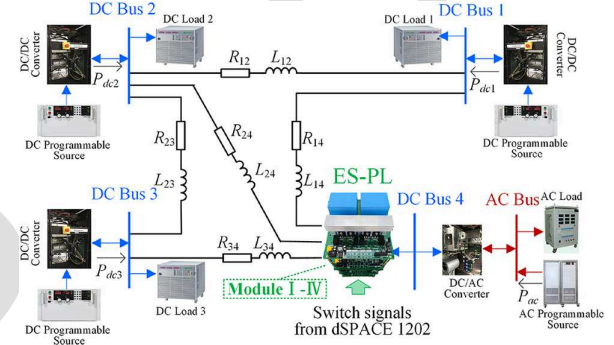 DC Bus 2
DC Load 2
DC Load 1
DC Bus 1
DC/DC
Converter
P_dc2
R_12
L_12
P_dc1
DC/DC
Converter
DC Programmable
Source
DC Programmable
Source
R_23
R_24
R_14
L_23
L_24
L_14
ES-PL
DC Bus 3
DC Bus 4
AC Bus
AC Load
DC/DC
Converter
R_34
L_34
P_dc3
DC/AC
Converter
P_ac
Module Ⅰ-Ⅳ
DC Load 3
DC Programmable
Source
Switch signals
from dSPACE 1202
AC Programmable
Source